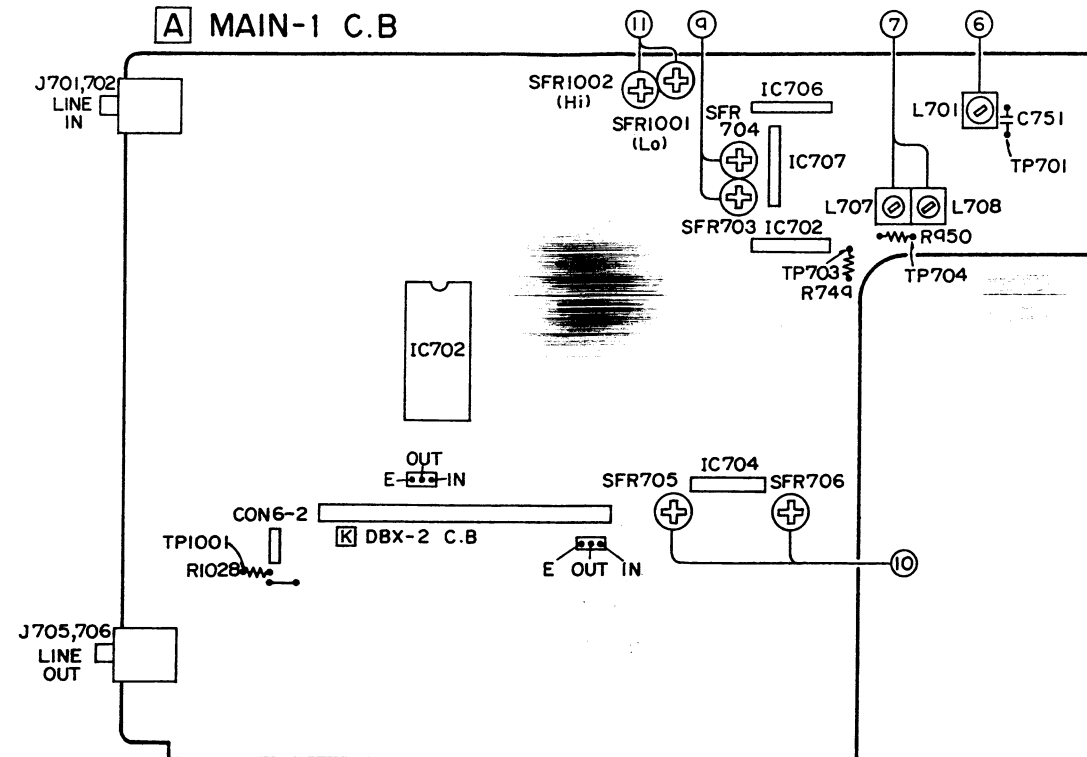 A MAIN-1 C.B
11
9
7
6
J701,702
LINE
IN
SFR1002
(Hi)
SFR1001
(Lo)
IC706
SFR
704
IC707
L701
C751
TP701
L707
L708
SFR703
IC702
R950
TP703
TP704
R749
IC702
OUT
E
IN
IC704
SFR705
SFR706
CON6-2
K DBX-2 C.B
TP1001
R1028
E OUT IN
10
J705,706
LINE
OUT